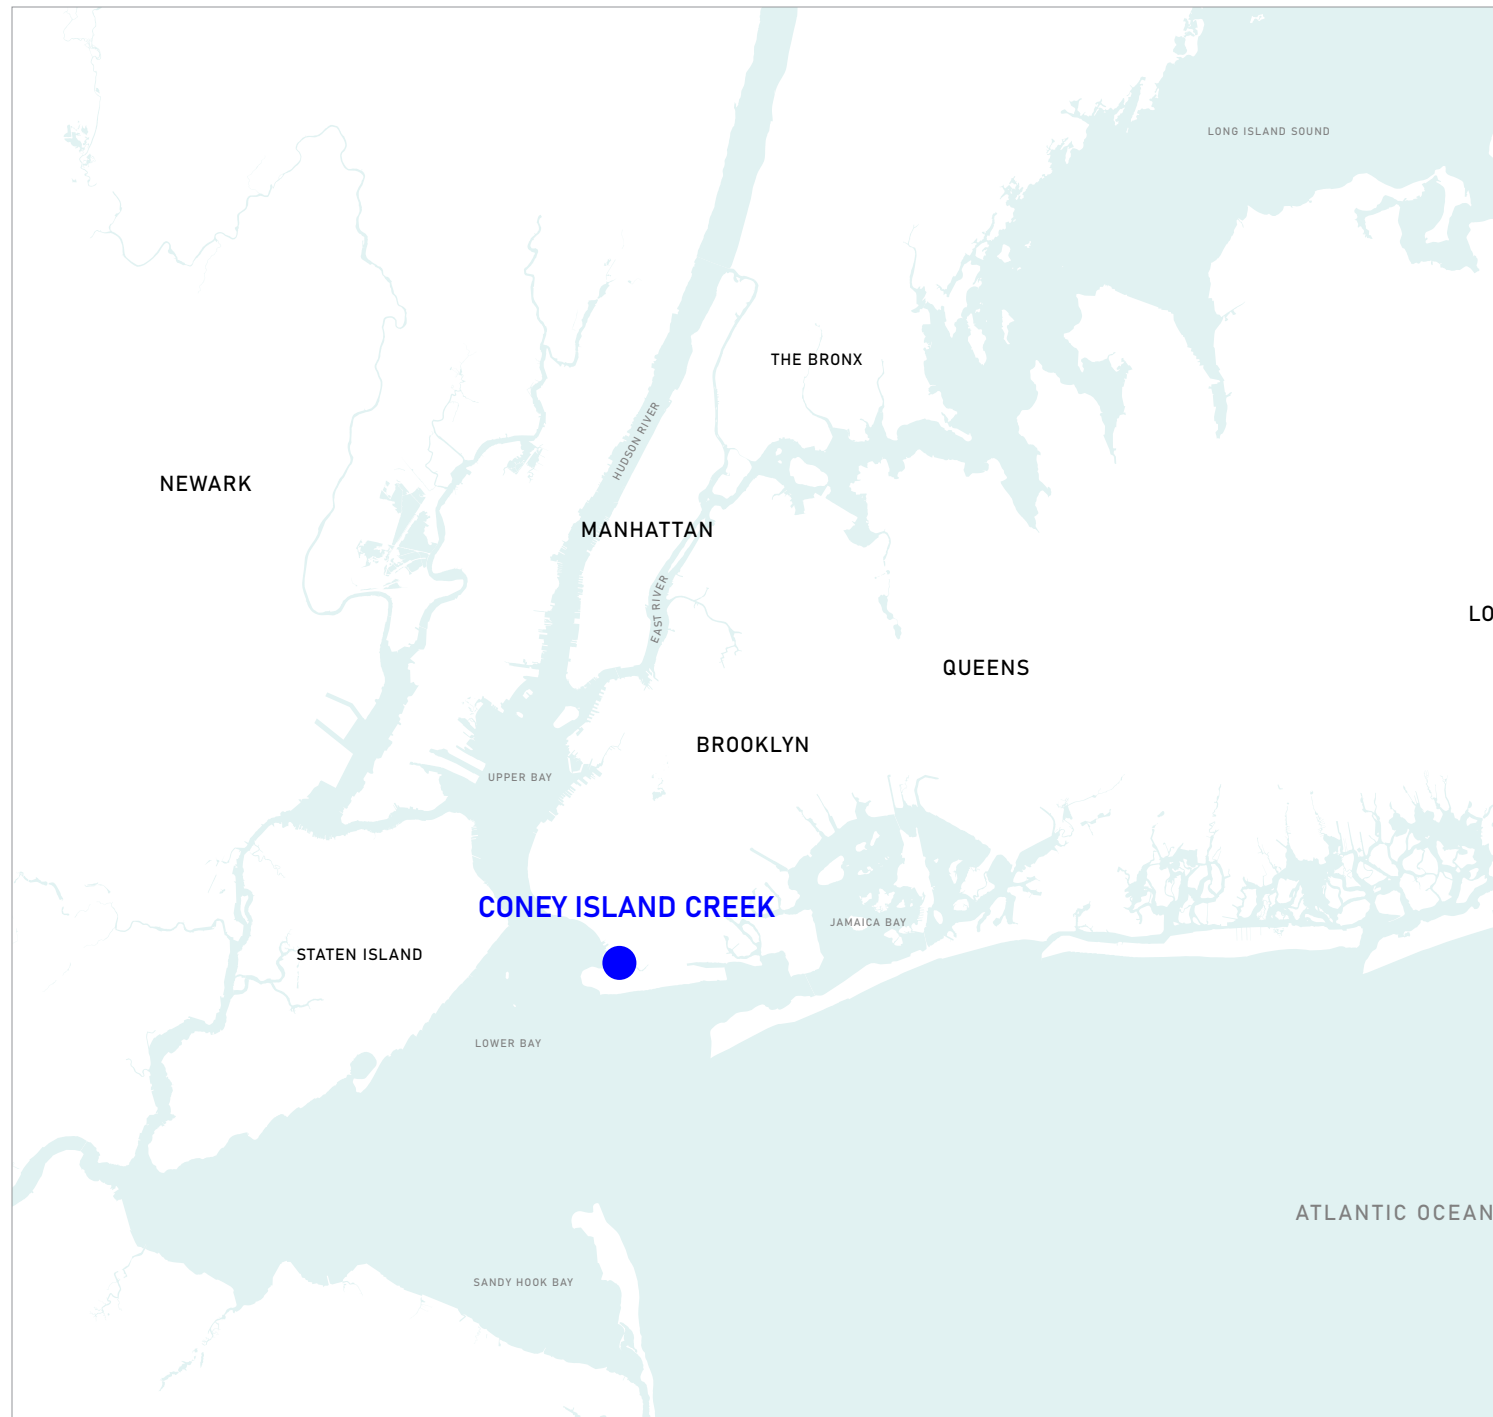 LONG ISLAND SOUND
THE BRONX
HUDSON RIVER
NEWARK
MANHATTAN
EAST RIVER
LO
QUEENS
BROOKLYN
UPPER BAY
CONEY ISLAND CREEK
JAMAICA BAY
STATEN ISLAND
LOWER BAY
ATLANTIC OCEAN
SANDY HOOK BAY